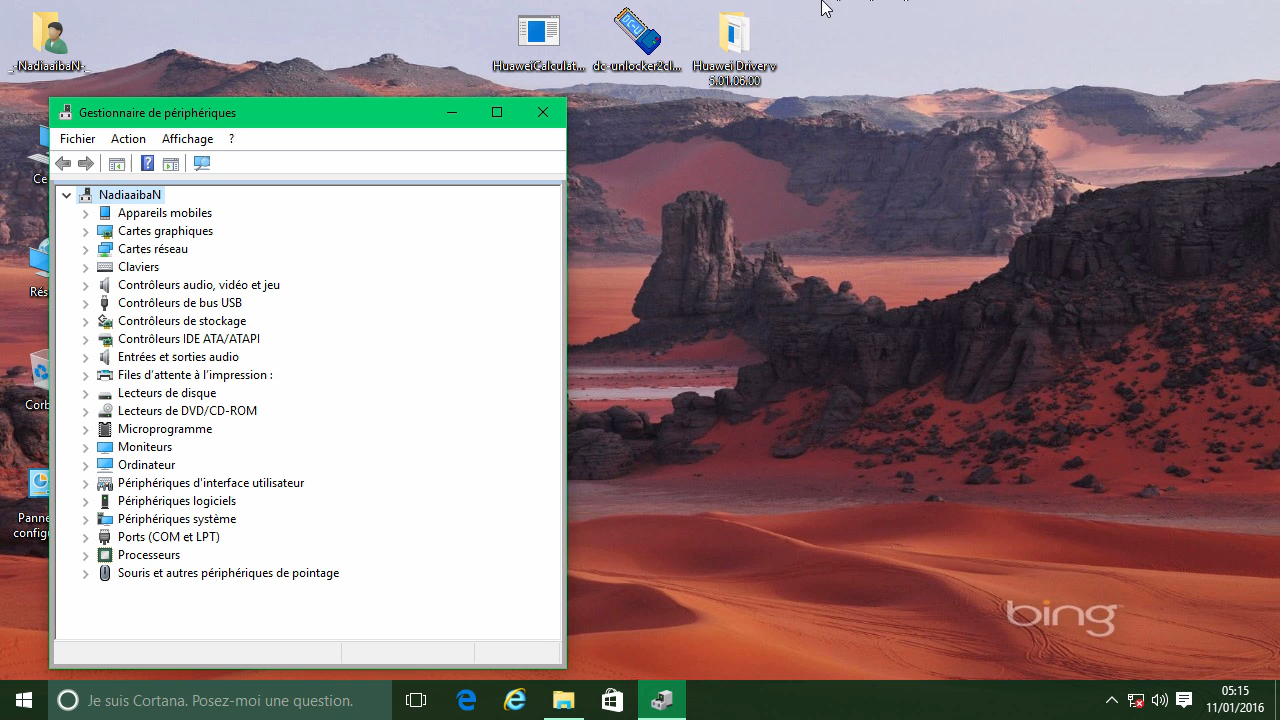 _.-NadiaaibaN-._
HuaweiCalculat...
dc-unlocker2cl...
Huawei Driver v
5.01.06.00
Gestionnaire de périphériques
Fichier Action Affichage ?
NadiaaibaN
Appareils mobiles
Cartes graphiques
Cartes réseau
Claviers
Contrôleurs audio, vidéo et jeu
Contrôleurs de bus USB
Contrôleurs de stockage
Contrôleurs IDE ATA/ATAPI
Entrées et sorties audio
Files d'attente à l'impression :
Lecteurs de disque
Lecteurs de DVD/CD-ROM
Microprogramme
Moniteurs
Ordinateur
Périphériques d'interface utilisateur
Périphériques logiciels
Périphériques système
Ports (COM et LPT)
Processeurs
Souris et autres périphériques de pointage
Ce
Rés
Corb
Panne
configu
bing
Je suis Cortana. Posez-moi une question.
05:15
11/01/2016